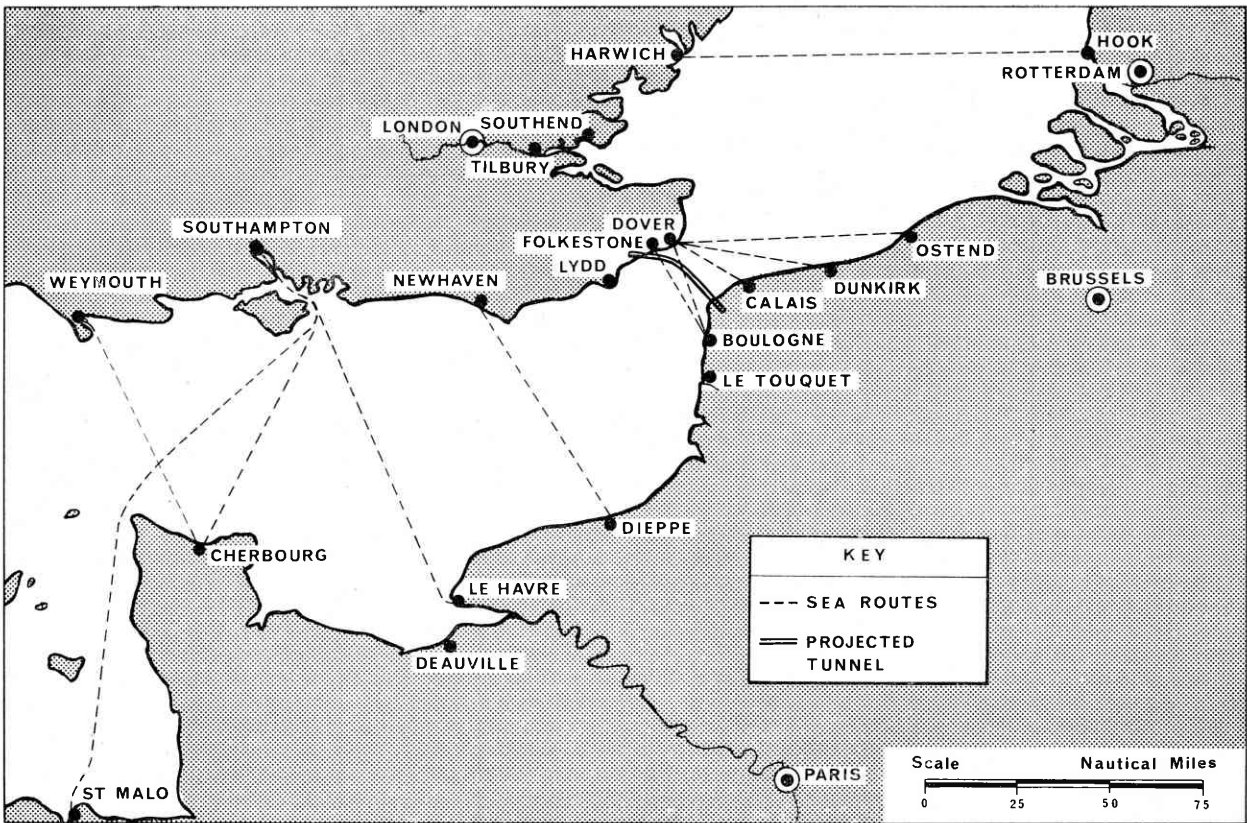 HARWICH
HOOK
ROTTERDAM
LONDON
SOUTHEND
TILBURY
SOUTHAMPTON
DOVER
FOLKESTONE
OSTEND
LYDD
WEYMOUTH
NEWHAVEN
CALAIS
DUNKIRK
BRUSSELS
BOULOGNE
LE TOUQUET
DIEPPE
CHERBOURG
LE HAVRE
DEAUVILLE
KEY
SEA ROUTES
PROJECTED
TUNNEL
PARIS
ST MALO
Scale Nautical Miles
0 25 50 75